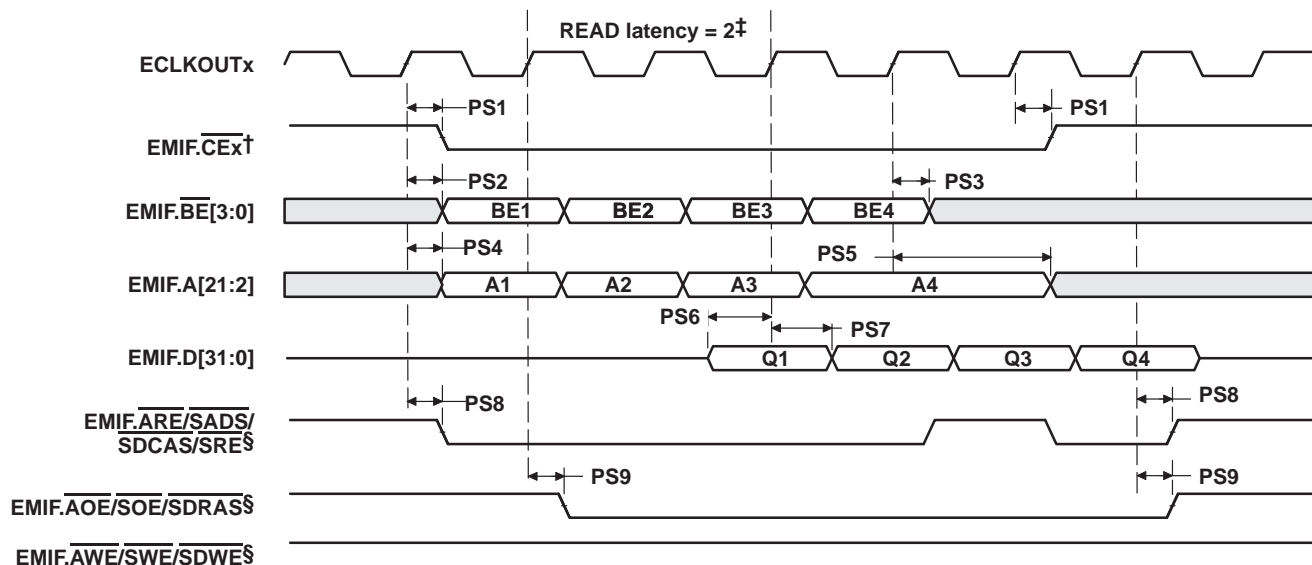 READ latency = 2‡
ECLKOUTx
PS1 PS1
EMIF.CEx†
PS2 PS3
EMIF.BE[3:0] BE1 BE2 BE3 BE4
PS4 PS5
EMIF.A[21:2] A1 A2 A3 A4
PS6 PS7
EMIF.D[31:0] Q1 Q2 Q3 Q4
PS8 PS8
EMIF.ARE/SADS/
SDCAS/SRE§
PS9 PS9
EMIF.AOE/SOE/SDRAS§
EMIF.AWE/SWE/SDWE§